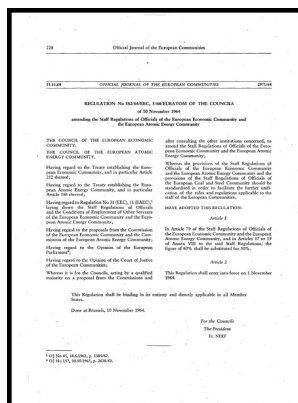 228
Official Journal of the European Communities
21.11.64
OFFICIAL JOURNAL OF THE EUROPEAN COMMUNITIES
REGULATION No 182/64/EEC, 5/64/EURATOM OF THE COUNCILS
of 10 November 1964
amending the Staff Regulations of Officials of the European Economic Community and
the European Atomic Energy Community
THE COUNCIL OF THE EUROPEAN ECONOMIC
COMMUNITY,
THE COUNCIL OF THE EUROPEAN ATOMIC
ENERGY COMMUNITY,
Having regard to the Treaty establishing the Euro-
pean Economic Community, and in particular Article
212 thereof;
Having regard to the Treaty establishing the Euro-
pean Atomic Energy Community, and in particular
Article 186 thereof;
Having regard to Regulation No 31 (EEC), 11 (EAEC)
laying down the Staff Regulations of Officials
and the Conditions of Employment of Other Servants
of the European Economic Community and the Euro-
pean Atomic Energy Community;
Having regard to the proposals from the Commission
of the European Economic Community and the Com-
mission of the European Atomic Energy Community;
Having regard to the Opinion of the European
Parliament;
Having regard to the Opinion of the Court of Justice
of the European Communities;
Whereas it is for the Councils, acting by a qualified
majority on a proposal from the Commissions and
after consulting the other institutions concerned, to
amend the Staff Regulations of Officials of the Euro-
pean Economic Community and the European Atomic
Energy Community;
Whereas the provisions of the Staff Regulations of
Officials of the European Economic Community
and the European Atomic Energy Community and the
provisions of the Staff Regulations of Officials of
the European Coal and Steel Community should be
standardised in order to facilitate the further unifi-
cation of the rules and regulations applicable to the
staff of the European Communities;
HAVE ADOPTED THIS REGULATION:
Article 1
In Article 79 of the Staff Regulations of Officials of
the European Economic Community and the European
Atomic Energy Community, and in Articles 17 to 19
of Annex VIII to the said Staff Regulations, the
figure of 40% shall be substituted by 50%.
Article 2
This Regulation shall enter into force on 1 November
1964.
This Regulation shall be binding in its entirety and directly applicable in all Member
States.
Done at Brussels, 10 November 1964.
For the Councils
The President
Fr. NEEF
OJ No 45, 14.6.1962, p. 1385/62.
OJ No 157, 30.10.1963, p.